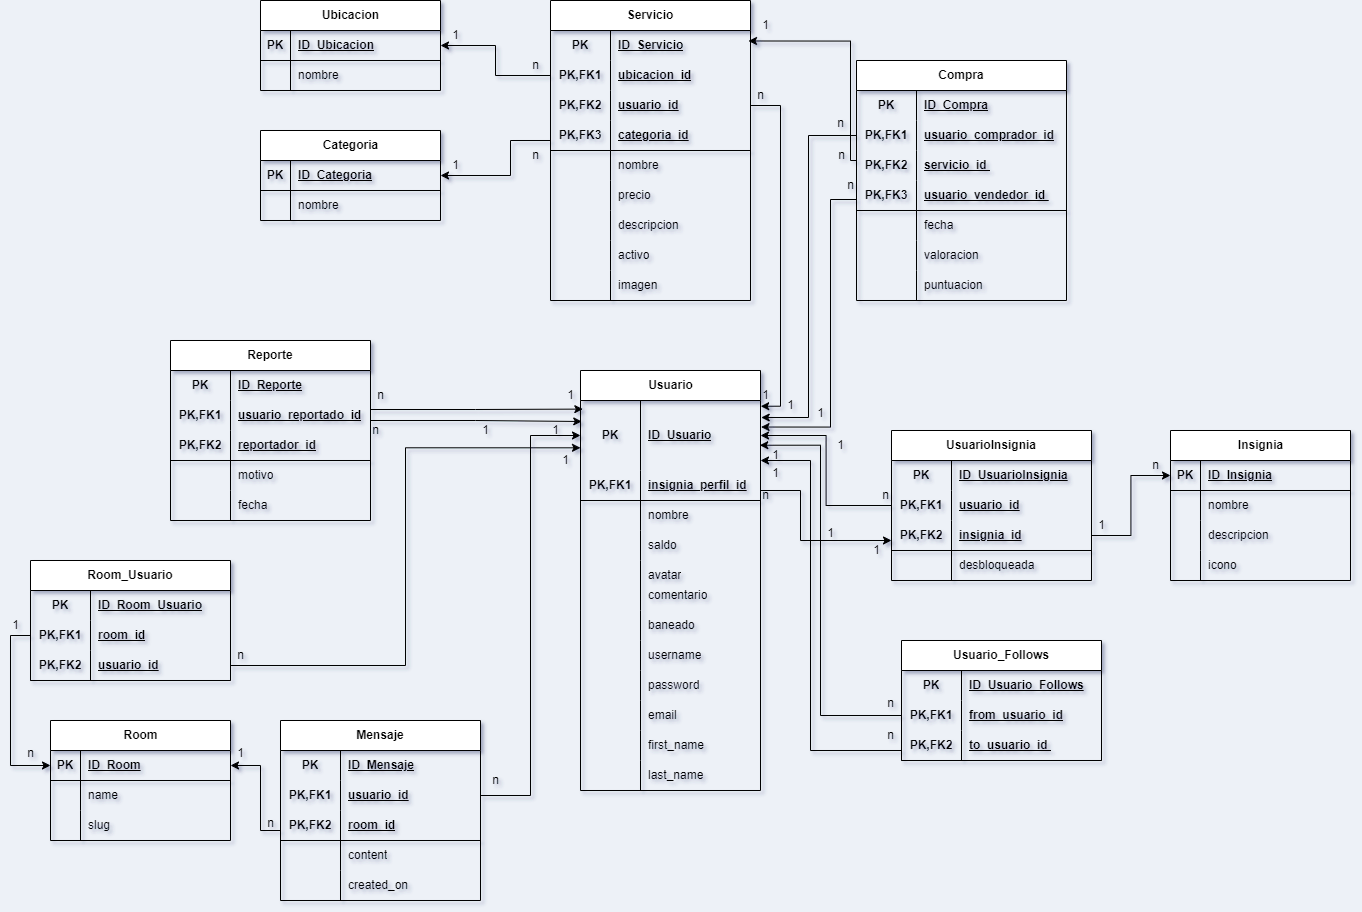 Ubicacion
PK ID_Ubicacion
nombre
1
n
Servicio
PK ID_Servicio
PK,FK1 ubicacion_id
PK,FK2 usuario_id
PK,FK3 categoria_id
nombre
precio
descripcion
activo
imagen
1
n
Compra
PK ID_Compra
PK,FK1 usuario_comprador_id
PK,FK2 servicio_id
PK,FK3 usuario_vendedor_id
fecha
valoracion
puntuacion
n
n
n
Categoria
PK ID_Categoria
nombre
1
n
Reporte
PK ID_Reporte
PK,FK1 usuario_reportado_id
PK,FK2 reportador_id
motivo
fecha
n
1
n
1
1
1
Usuario
PK ID_Usuario
PK,FK1 insignia_perfil_id
nombre
saldo
avatar
comentario
baneado
username
password
email
first_name
last_name
1
1
1
1
1
1
n
1
1
n
UsuarioInsignia
PK ID_UsuarioInsignia
PK,FK1 usuario_id
PK,FK2 insignia_id
desbloqueada
1
n
Insignia
PK ID_Insignia
nombre
descripcion
icono
Room_Usuario
PK ID_Room_Usuario
PK,FK1 room_id
PK,FK2 usuario_id
1
n
n
Usuario_Follows
PK ID_Usuario_Follows
PK,FK1 from_usuario_id
PK,FK2 to_usuario_id
n
n
Room
PK ID_Room
name
slug
1
n
Mensaje
PK ID_Mensaje
PK,FK1 usuario_id
PK,FK2 room_id
content
created_on
n